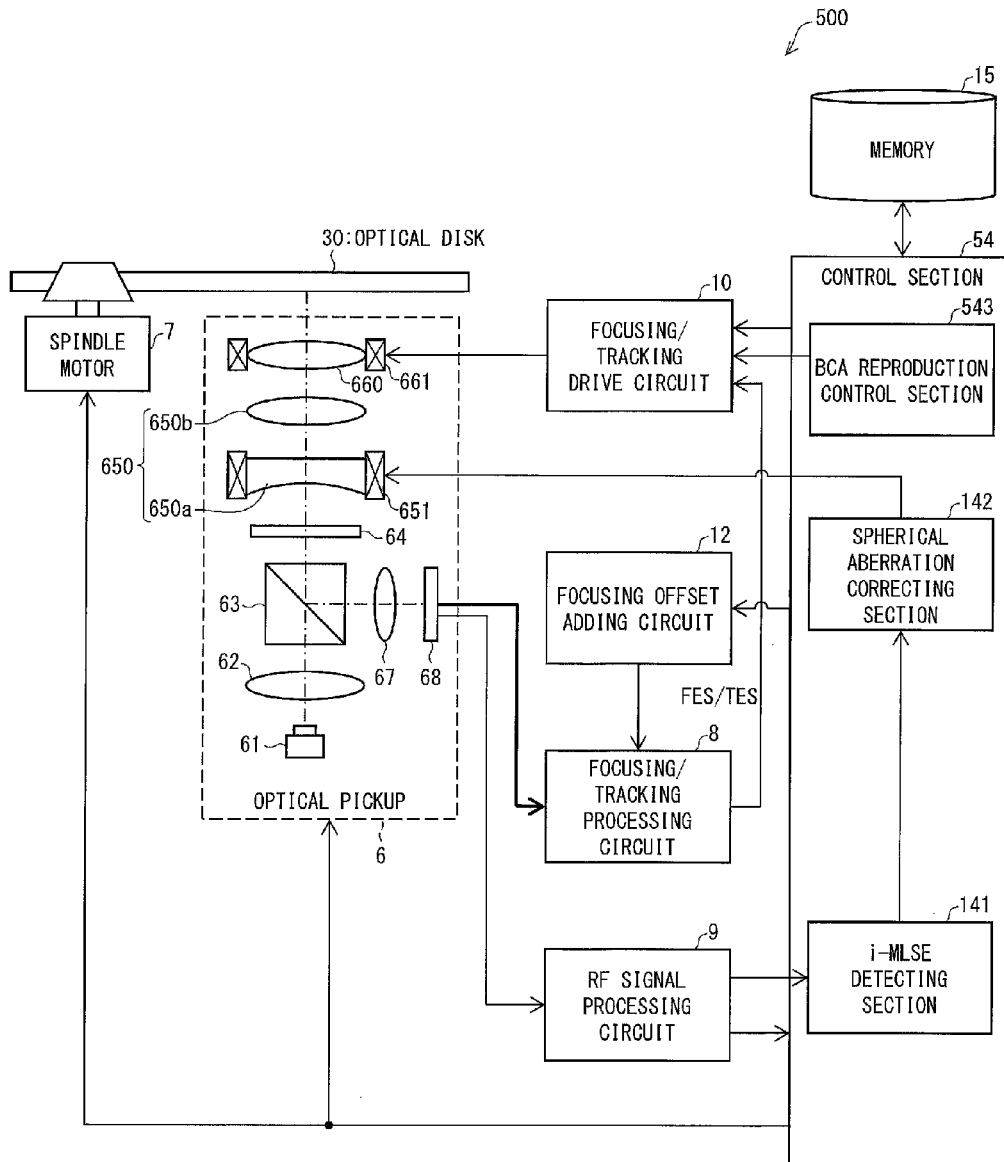 500
15
MEMORY
30:OPTICAL DISK
54
CONTROL SECTION
10
FOCUSING/
TRACKING
DRIVE CIRCUIT
543
BCA REPRODUCTION
CONTROL SECTION
7
SPINDLE
MOTOR
660
661
650b
650
650a
651
64
142
SPHERICAL
ABERRATION
CORRECTING
SECTION
12
FOCUSING OFFSET
ADDING CIRCUIT
63
67
68
62
FES/TES
61
8
FOCUSING/
TRACKING
PROCESSING
CIRCUIT
OPTICAL PICKUP
6
141
i-MLSE
DETECTING
SECTION
9
RF SIGNAL
PROCESSING
CIRCUIT